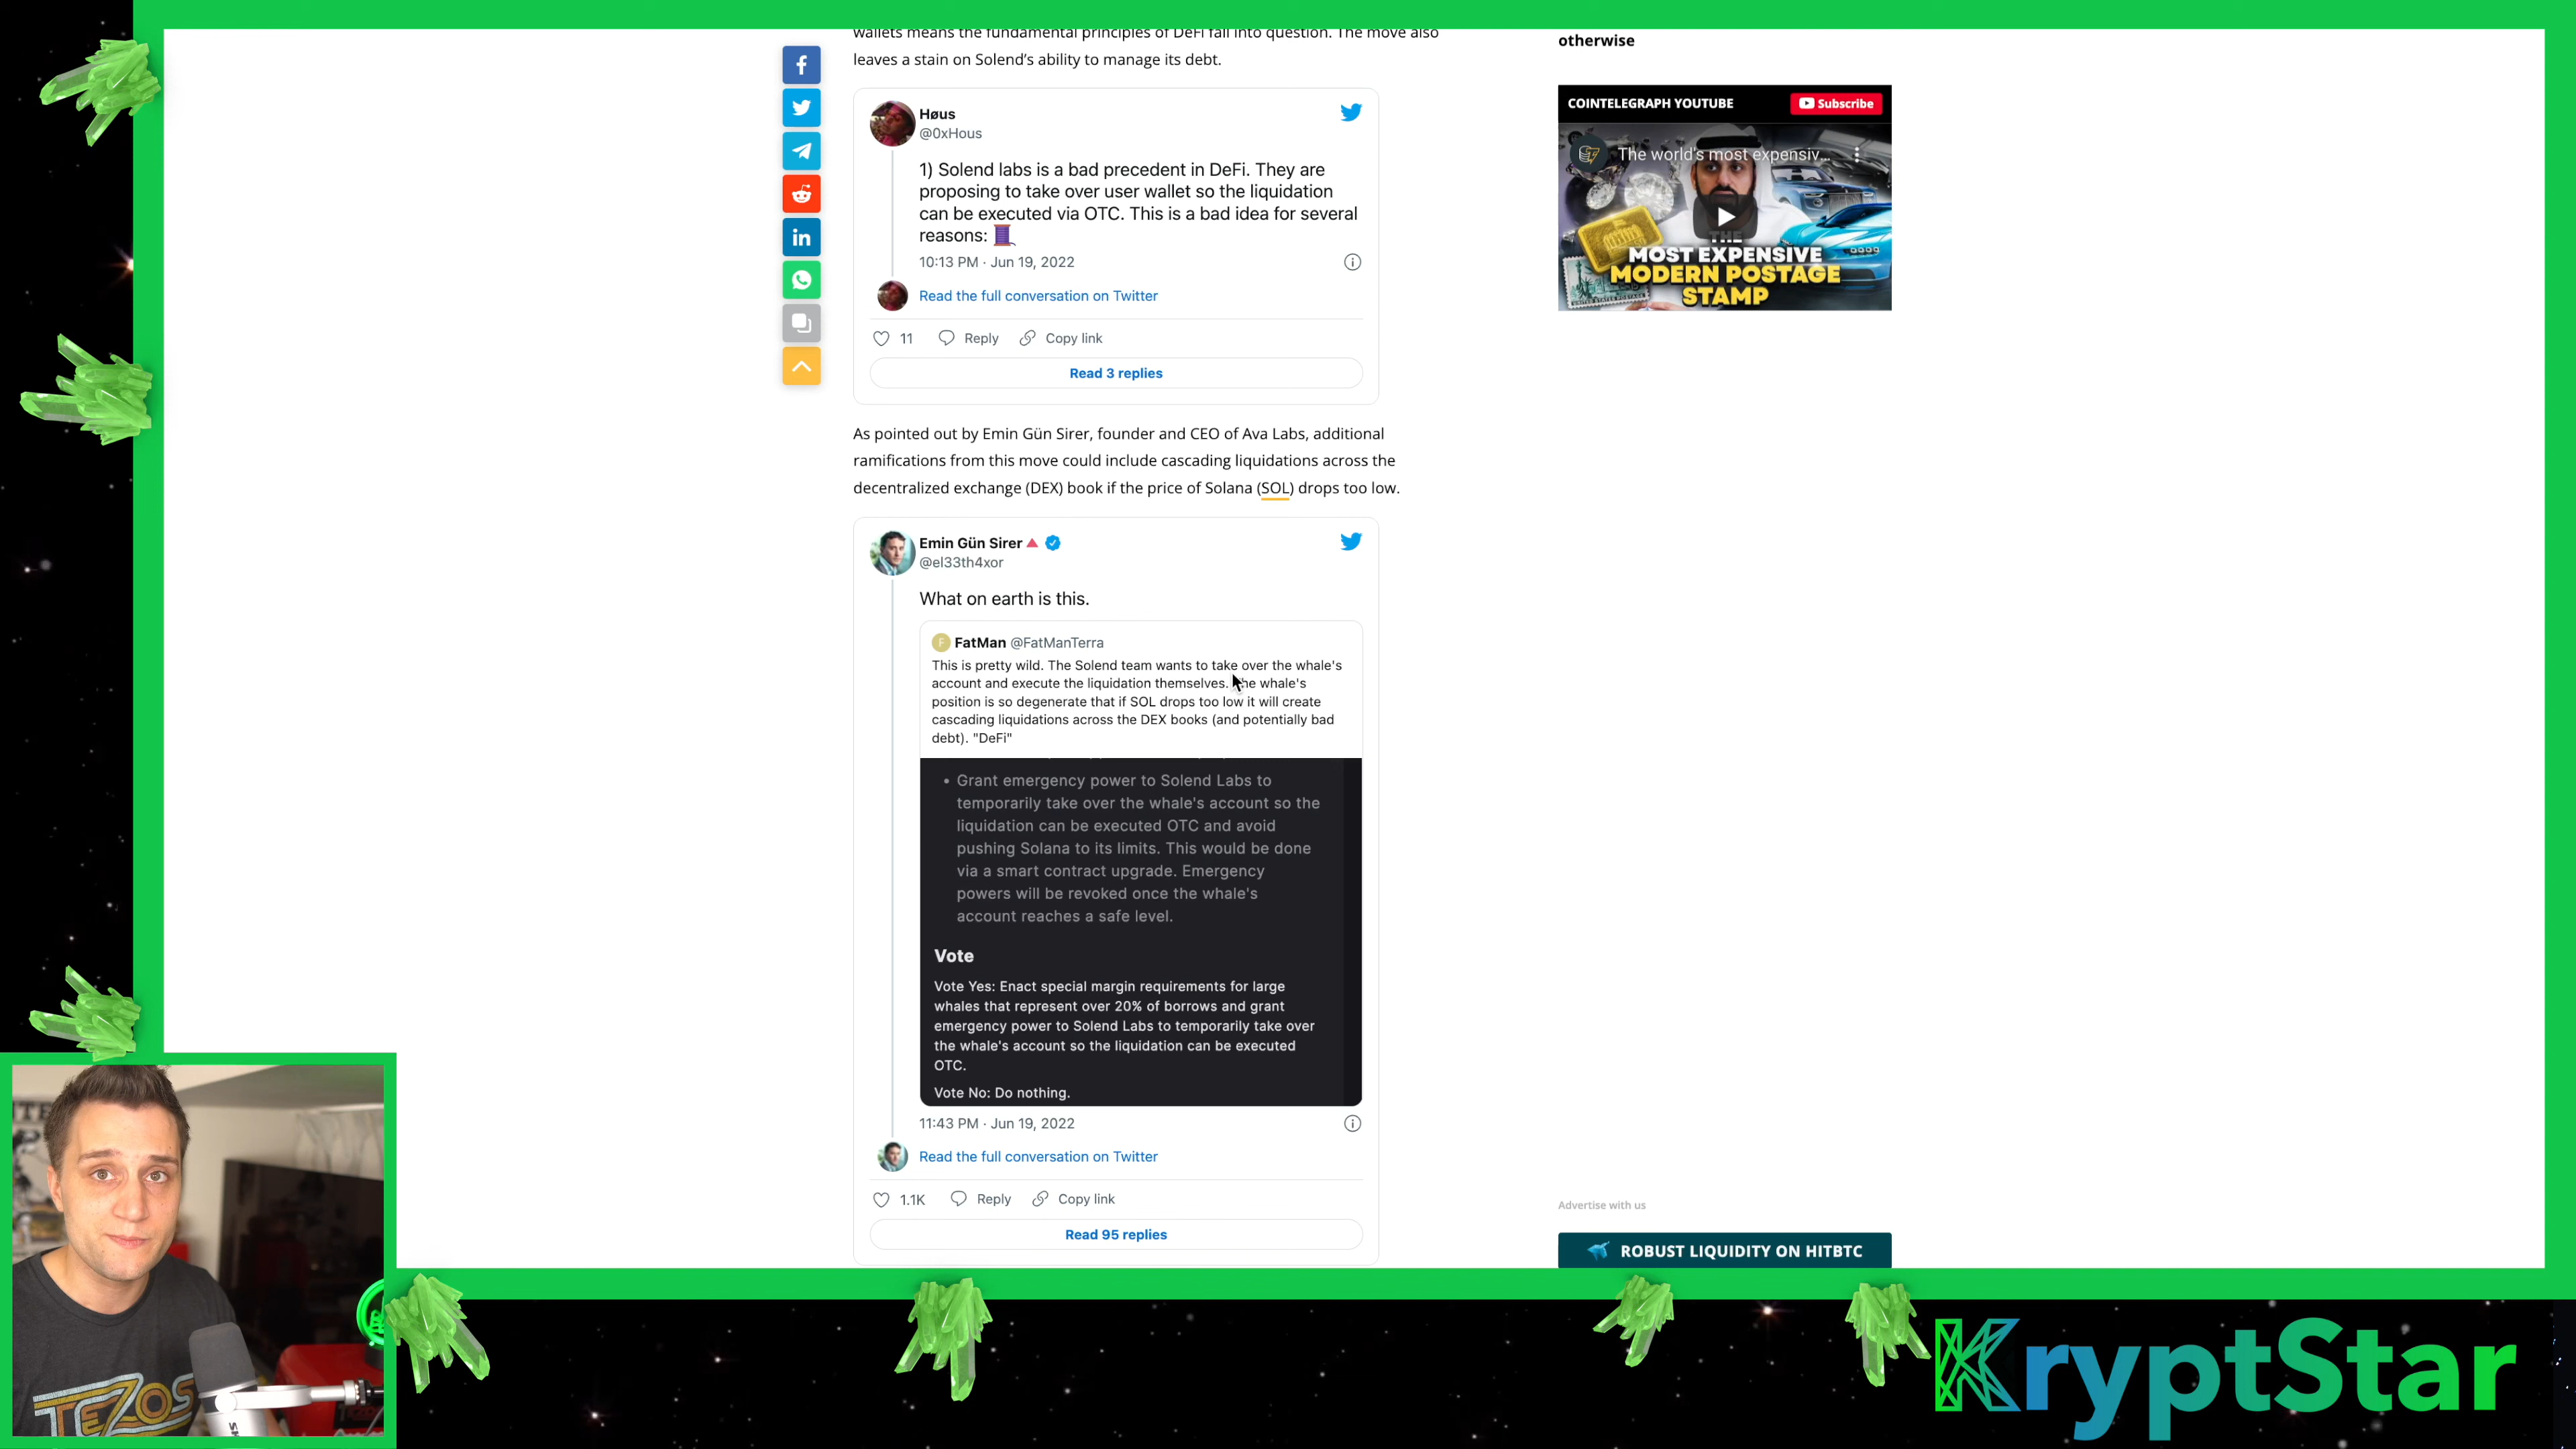 wallets means the fundamental principles of DeFi fall into question. The move also
leaves a stain on Solend's ability to manage its debt.
Høus
@0xHous
1) Solend labs is a bad precedent in DeFi. They are
proposing to take over user wallet so the liquidation
can be executed via OTC. This is a bad idea for several
reasons:
10:13 PM · Jun 19, 2022
Read the full conversation on Twitter
11 Reply Copy link
Read 3 replies
As pointed out by Emin Gün Sirer, founder and CEO of Ava Labs, additional
ramifications from this move could include cascading liquidations across the
decentralized exchange (DEX) book if the price of Solana (SOL) drops too low.
Emin Gün Sirer
@el33th4xor
What on earth is this.
F FatMan @FatManTerra
This is pretty wild. The Solend team wants to take over the whale's
account and execute the liquidation themselves. The whale's
position is so degenerate that if SOL drops too low it will create
cascading liquidations across the DEX books (and potentially bad
debt). "DeFi"
• Grant emergency power to Solend Labs to
temporarily take over the whale's account so the
liquidation can be executed OTC and avoid
pushing Solana to its limits. This would be done
via a smart contract upgrade. Emergency
powers will be revoked once the whale's
account reaches a safe level.
Vote
Vote Yes: Enact special margin requirements for large
whales that represent over 20% of borrows and grant
emergency power to Solend Labs to temporarily take over
the whale's account so the liquidation can be executed
OTC.
Vote No: Do nothing.
11:43 PM · Jun 19, 2022
Read the full conversation on Twitter
1.1K Reply Copy link
Read 95 replies
otherwise
COINTELEGRAPH YOUTUBE Subscribe
The world's most expensiv...
THE
MOST EXPENSIVE
MODERN POSTAGE
STAMP
Advertise with us
ROBUST LIQUIDITY ON HITBTC
TEZOS
KryptStar